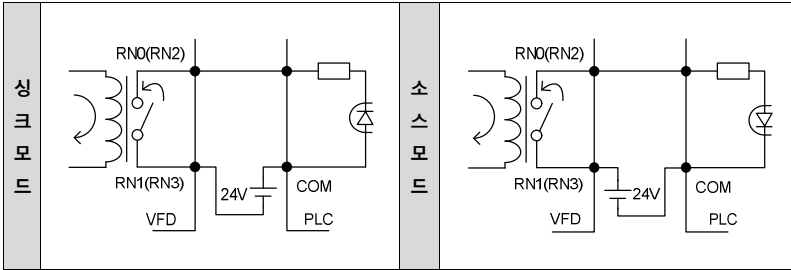 싱크모드
RN0(RN2)
RN1(RN3)
24V
COM
VFD
PLC
소스모드
RN0(RN2)
RN1(RN3)
24V
COM
VFD
PLC